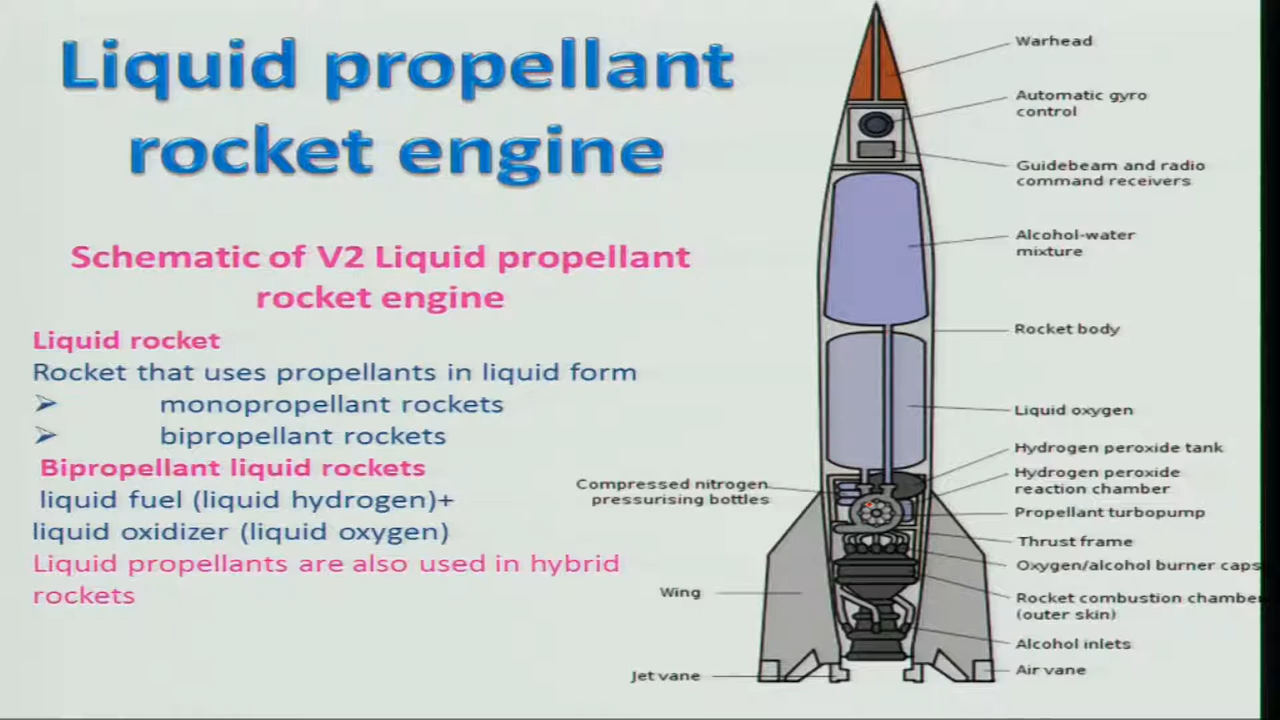 Liquid propellant
rocket engine
Schematic of V2 Liquid propellant
rocket engine
Liquid rocket
Rocket that uses propellants in liquid form
➢ monopropellant rockets
➢ bipropellant rockets
Bipropellant liquid rockets
liquid fuel (liquid hydrogen)+
liquid oxidizer (liquid oxygen)
Liquid propellants are also used in hybrid
rockets
Warhead
Automatic gyro
control
Guidebeam and radio
command receivers
Alcohol-water
mixture
Rocket body
Liquid oxygen
Hydrogen peroxide tank
Hydrogen peroxide
reaction chamber
Propellant turbopump
Thrust frame
Oxygen/alcohol burner caps
Rocket combustion chamber
(outer skin)
Alcohol inlets
Air vane
Compressed nitrogen
pressurising bottles
Wing
Jet vane